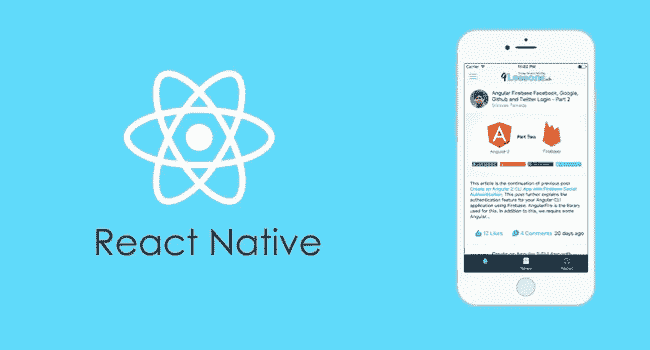 React Native
Carrier
9Lessons
Angular Firebase Facebook, Google,
Github and Twitter Login - Part 2
Part Two
Firebase
This article is the continuation of previous post
Create an Angular 2 CLI App with Firebase Social
Authentication. This post further explains the
authentication feature for your Angular CLI
application using Firebase. AngularFire is the library
used for this. In addition to this, we require some
Angular...
12 Likes
4 Comments
20 days ago